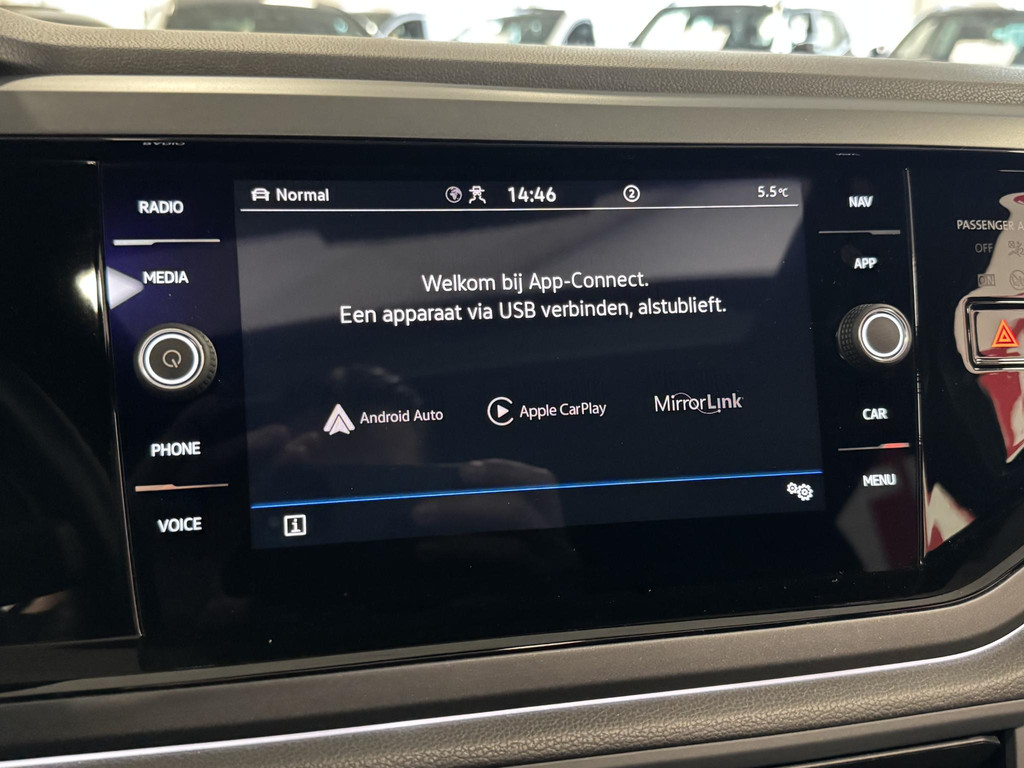 RADIO
MEDIA
PHONE
VOICE
Normal
14:46
2
5.5°C
Welkom bij App-Connect.
Een apparaat via USB verbinden, alstublieft.
Android Auto
Apple CarPlay
MirrorLink
i
NAV
APP
CAR
MENU
PASSENGER A
OFF
ON